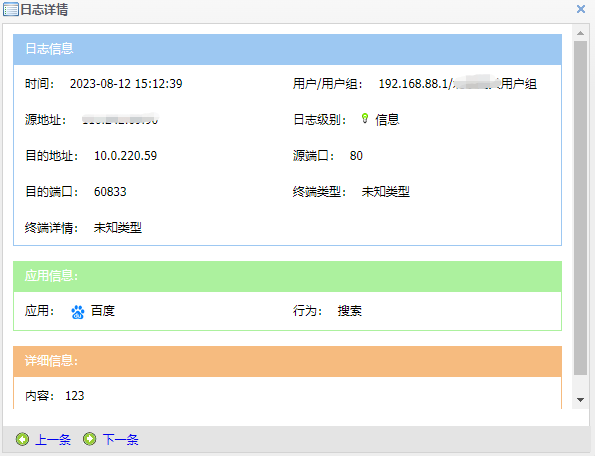 日志详情
日志信息
时间: 2023-08-12 15:12:39 用户/用户组: 192.168.88.1/ 用户组
源地址: 日志级别: 信息
目的地址: 10.0.220.59 源端口: 80
目的端口: 60833 终端类型: 未知类型
终端详情: 未知类型
应用信息:
应用: 百度 行为: 搜索
详细信息:
内容: 123
上一条 下一条